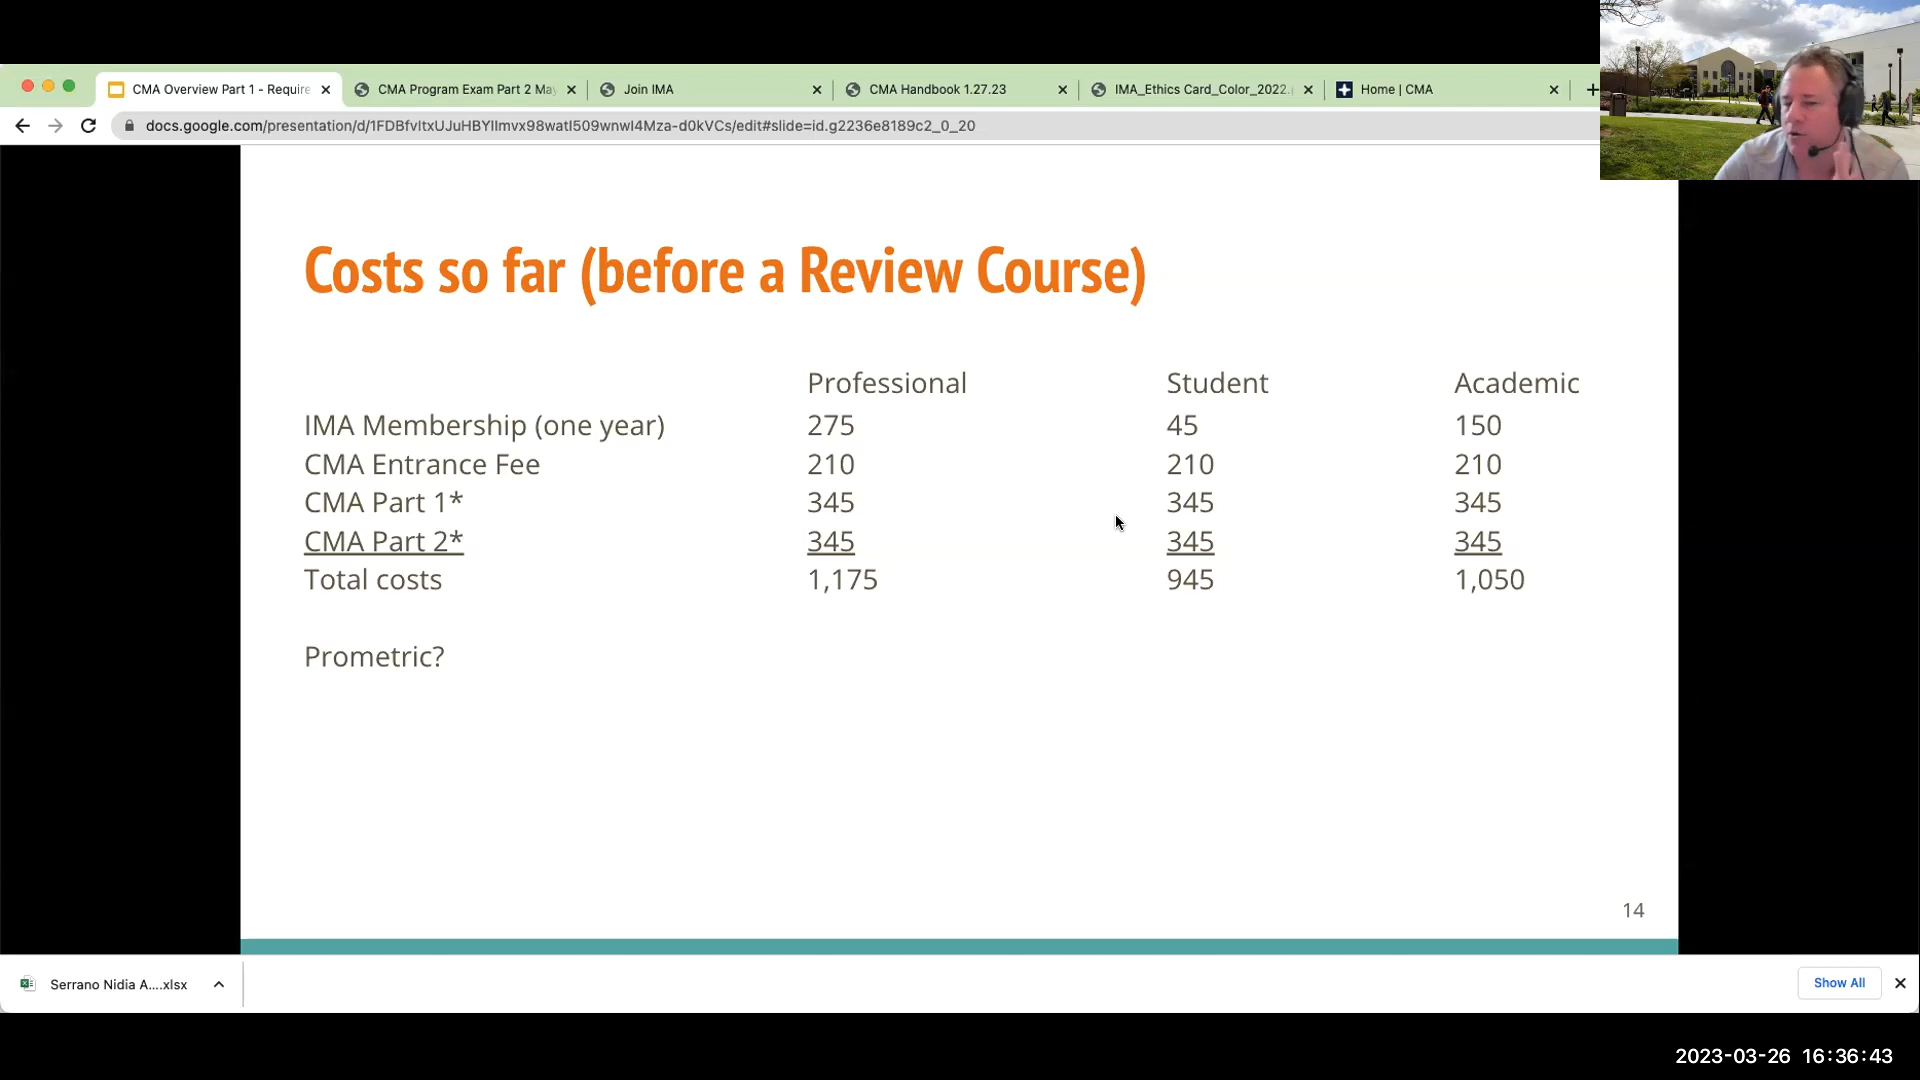 CMA Overview Part 1 - Require
CMA Program Exam Part 2 May
Join IMA
CMA Handbook 1.27.23
IMA_Ethics Card_Color_2022.
Home | CMA
docs.google.com/presentation/d/1FDBfvItxUJuHBYIImvx98watI509wnwI4Mza-d0kVCs/edit#slide=id.g2236e8189c2_0_20
Costs so far (before a Review Course)
Professional Student Academic
IMA Membership (one year) 275 45 150
CMA Entrance Fee 210 210 210
CMA Part 1* 345 345 345
CMA Part 2* 345 345 345
Total costs 1,175 945 1,050
Prometric?
14
Serrano Nidia A....xlsx
Show All
2023-03-26 16:36:43